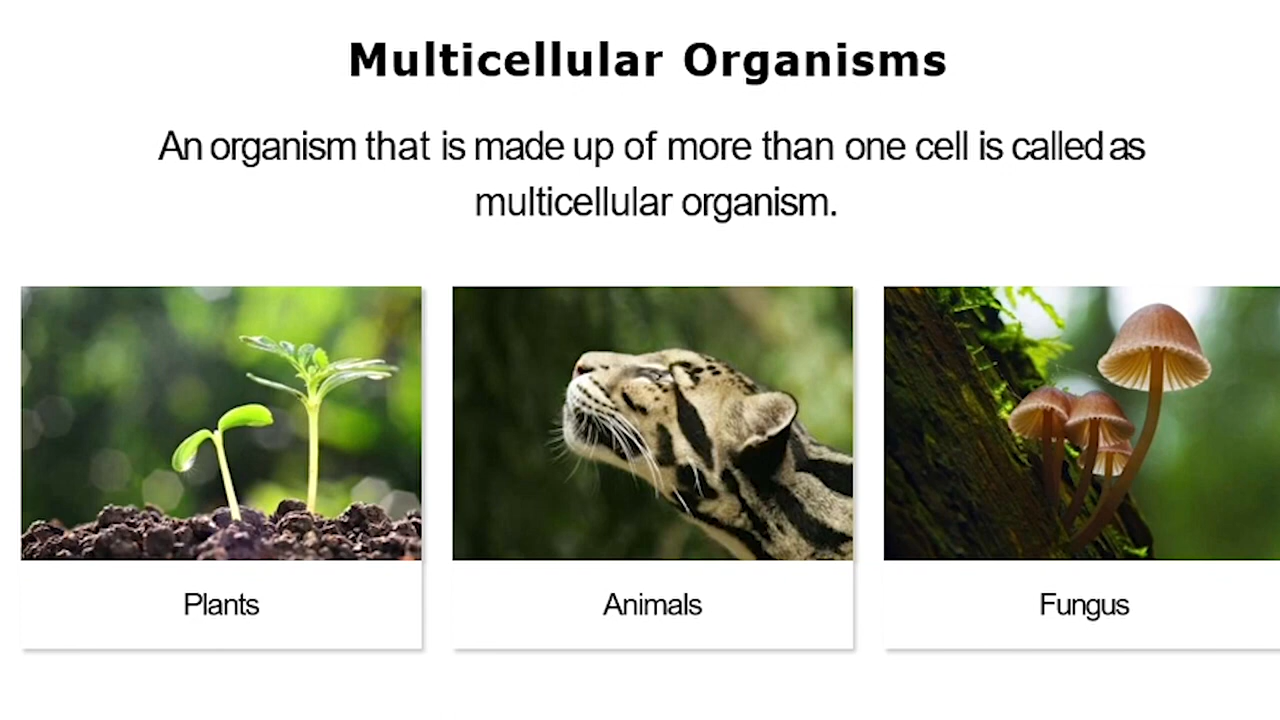 Multicellular Organisms
An organism that is made up of more than one cell is called as
multicellular organism.
Plants
Animals
Fungus